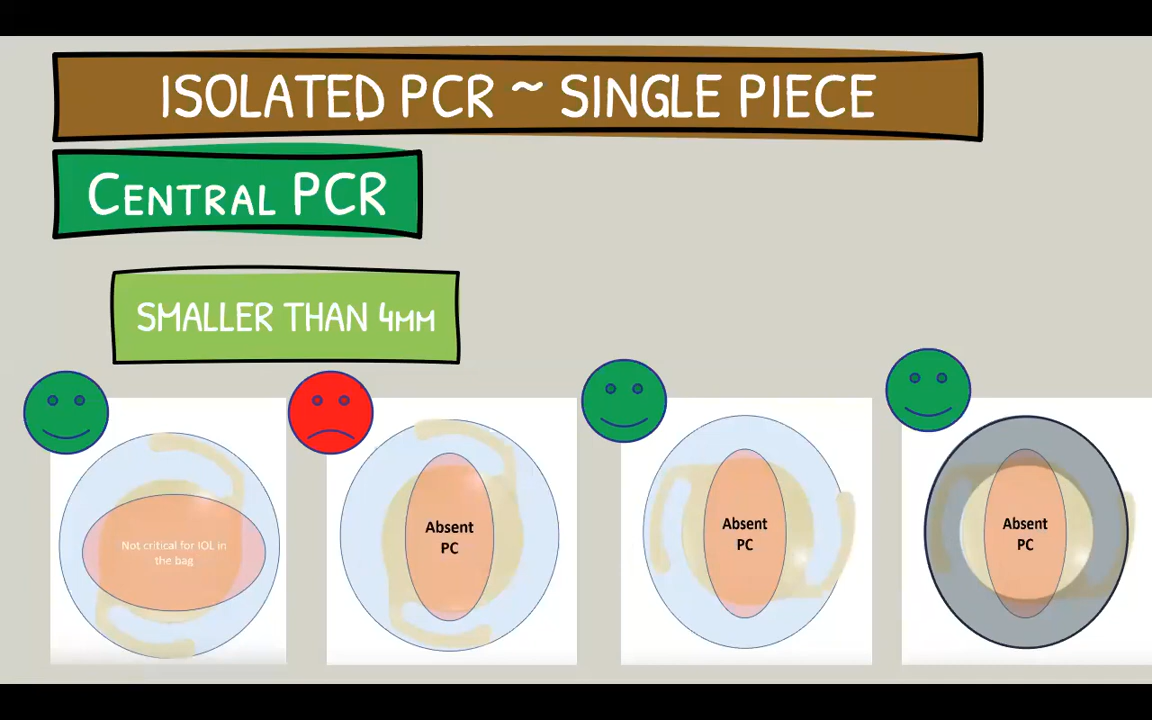 ISOLATED PCR ~ SINGLE PIECE
CENTRAL PCR
SMALLER THAN 4MM
Not critical for IOL in
the bag
Absent
PC
Absent
PC
Absent
PC